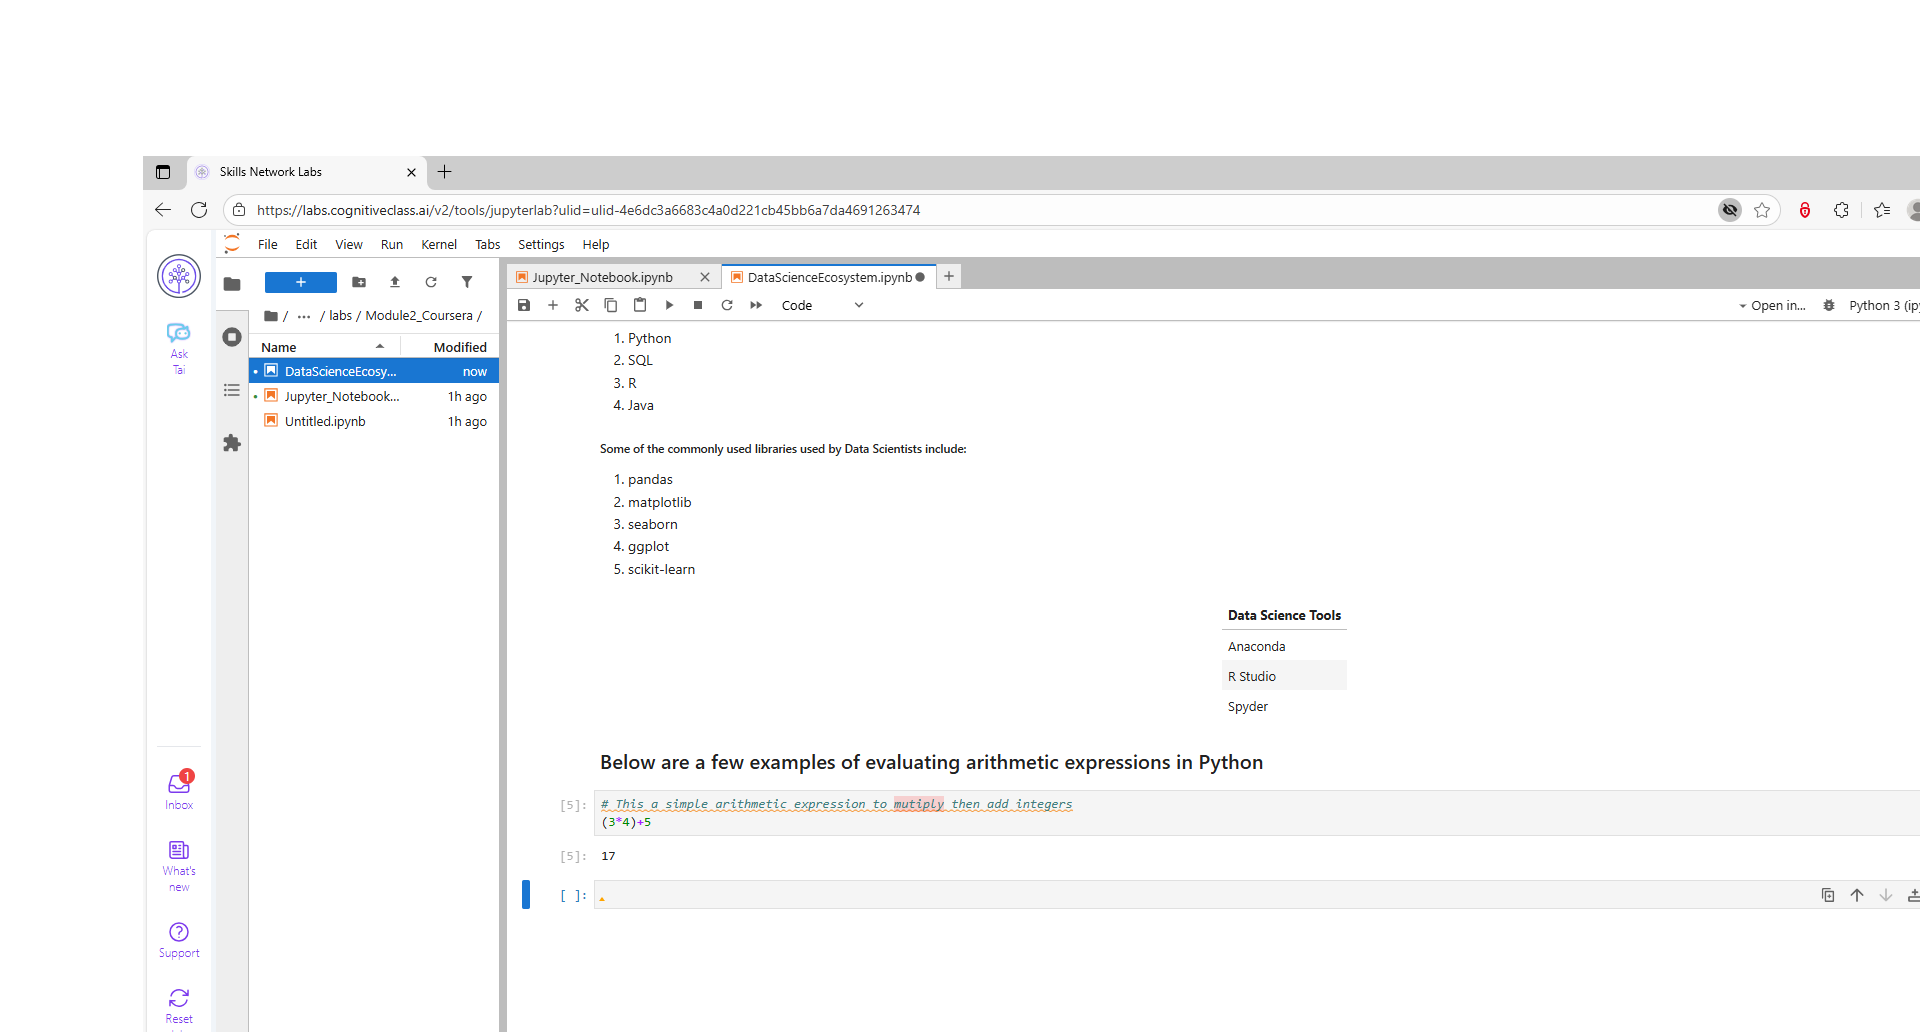 Skills Network Labs
https://labs.cognitiveclass.ai/v2/tools/jupyterlab?ulid=ulid-4e6dc3a6683c4a0d221cb45bb6a7da4691263474
File Edit View Run Kernel Tabs Settings Help
Ask
Tai
/ ... / labs / Module2_Coursera /
Name Modified
DataScienceEcosy... now
Jupyter_Notebook... 1h ago
Untitled.ipynb 1h ago
1
Inbox
What's
new
Support
Reset
Jupyter_Notebook.ipynb
DataScienceEcosystem.ipynb
Code
Open in...
Python 3 (ipy
1. Python
2. SQL
3. R
4. Java
Some of the commonly used libraries used by Data Scientists include:
1. pandas
2. matplotlib
3. seaborn
4. ggplot
5. scikit-learn
Data Science Tools
Anaconda
R Studio
Spyder
Below are a few examples of evaluating arithmetic expressions in Python
[5]: # This a simple arithmetic expression to mutiply then add integers
(3*4)+5
[5]: 17
[ ]: